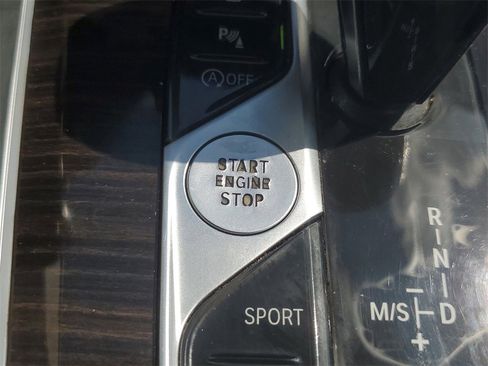 P
A OFF
START
ENGINE
STOP
SPORT
R
N
D
M/S
+